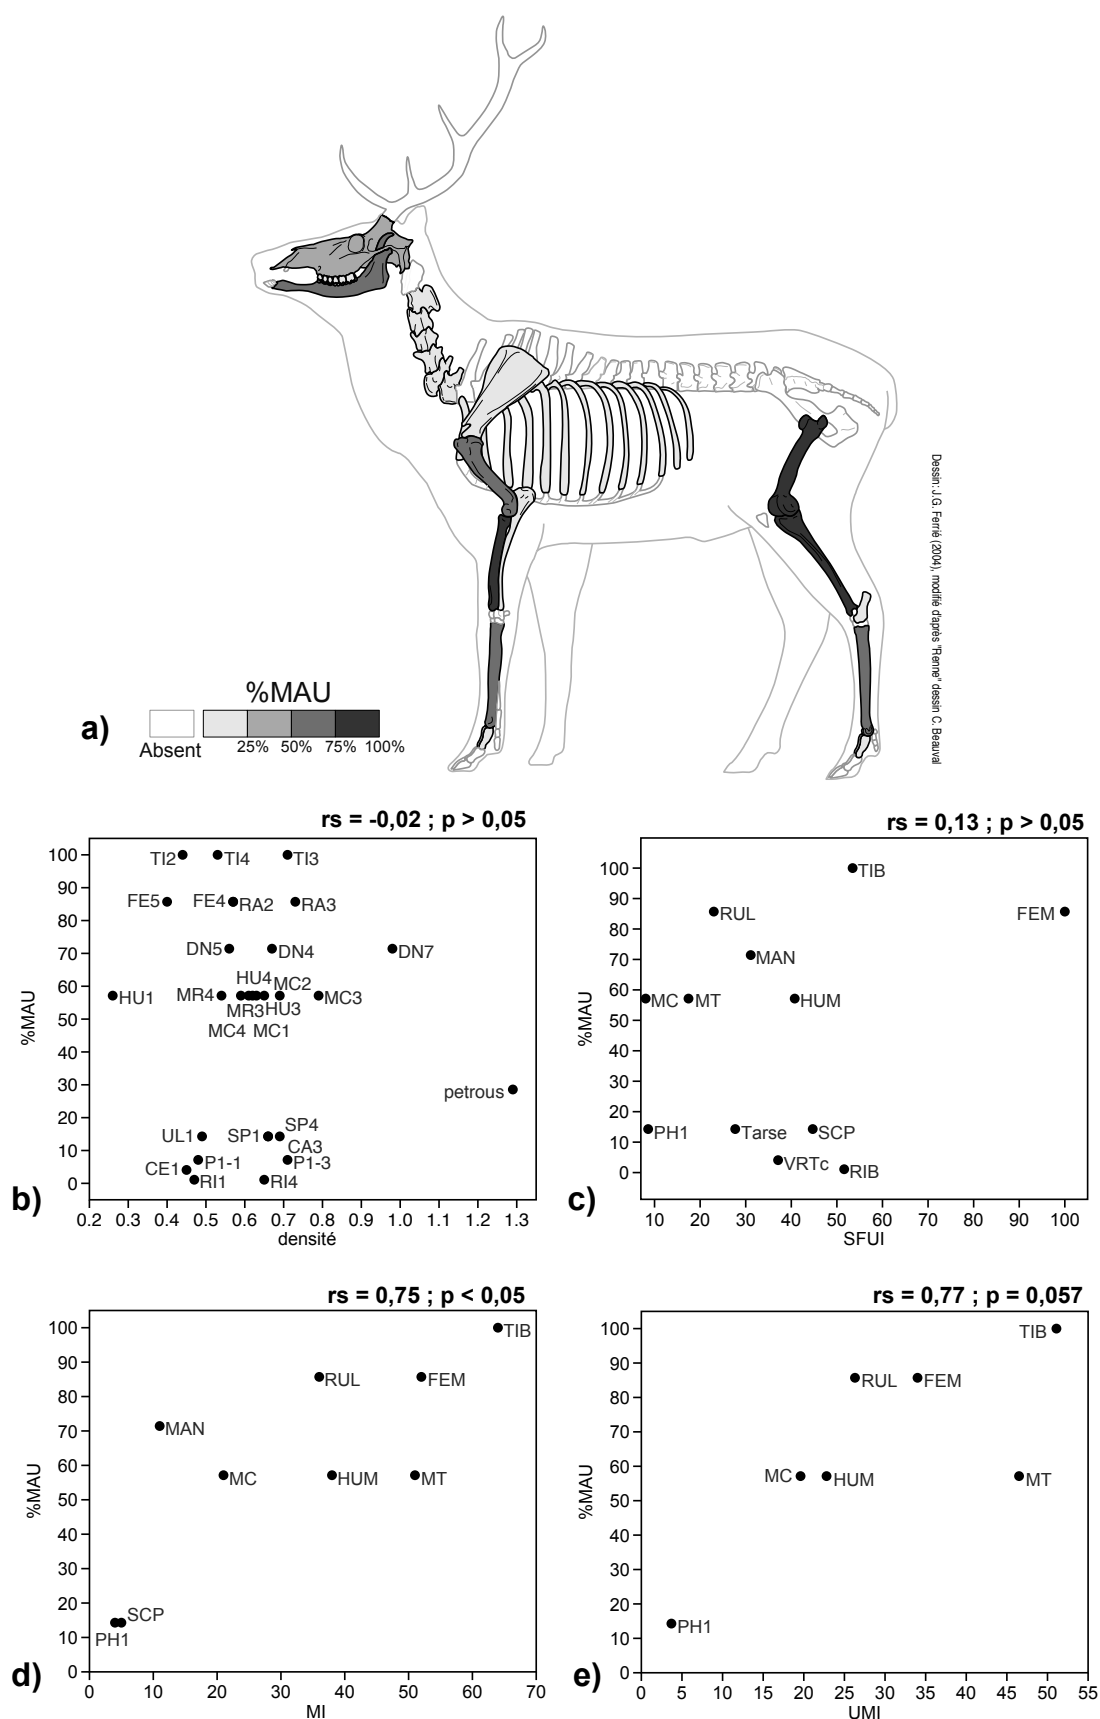 Dessin: J.G. Ferrié (2004), modifié d'après "Renne" dessin C. Beauval
%MAU
a)
Absent
25% 50% 75% 100%
rs = -0,02 ; p > 0,05
100
90
80
70
60
50
40
30
20
10
0
%MAU
TI2 TI4 TI3
FE5 FE4 RA2 RA3
DN5 DN4 DN7
HU4 MC2
HU1 MR4 MC3
MR3 HU3
MC4 MC1
petrous
SP4
UL1 SP1
CA3
CE1 P1-1 P1-3
RI1 RI4
b)
0.2 0.3 0.4 0.5 0.6 0.7 0.8 0.9 1.0 1.1 1.2 1.3
densité
rs = 0,13 ; p > 0,05
100
90
80
70
60
50
40
30
20
10
0
%MAU
TIB
RUL FEM
MAN
MC MT HUM
PH1 Tarse SCP
VRTc
RIB
c)
10 20 30 40 50 60 70 80 90 100
SFUI
rs = 0,75 ; p < 0,05
100
90
80
70
60
50
40
30
20
10
0
%MAU
TIB
RUL FEM
MAN
MC HUM MT
SCP
PH1
d)
0 10 20 30 40 50 60 70
MI
rs = 0,77 ; p = 0,057
100
90
80
70
60
50
40
30
20
10
0
%MAU
TIB
RUL FEM
MC HUM MT
PH1
e)
0 5 10 15 20 25 30 35 40 45 50 55
UMI